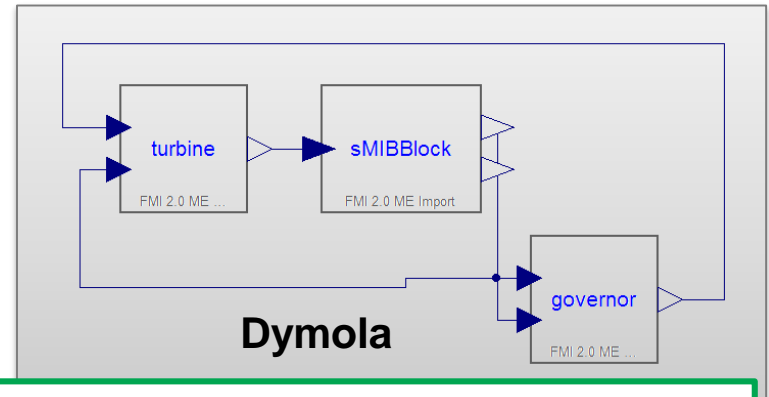 turbine
FMI 2.0 ME ...
sMIBBlock
FMI 2.0 ME Import
governor
FMI 2.0 ME ...
Dymola